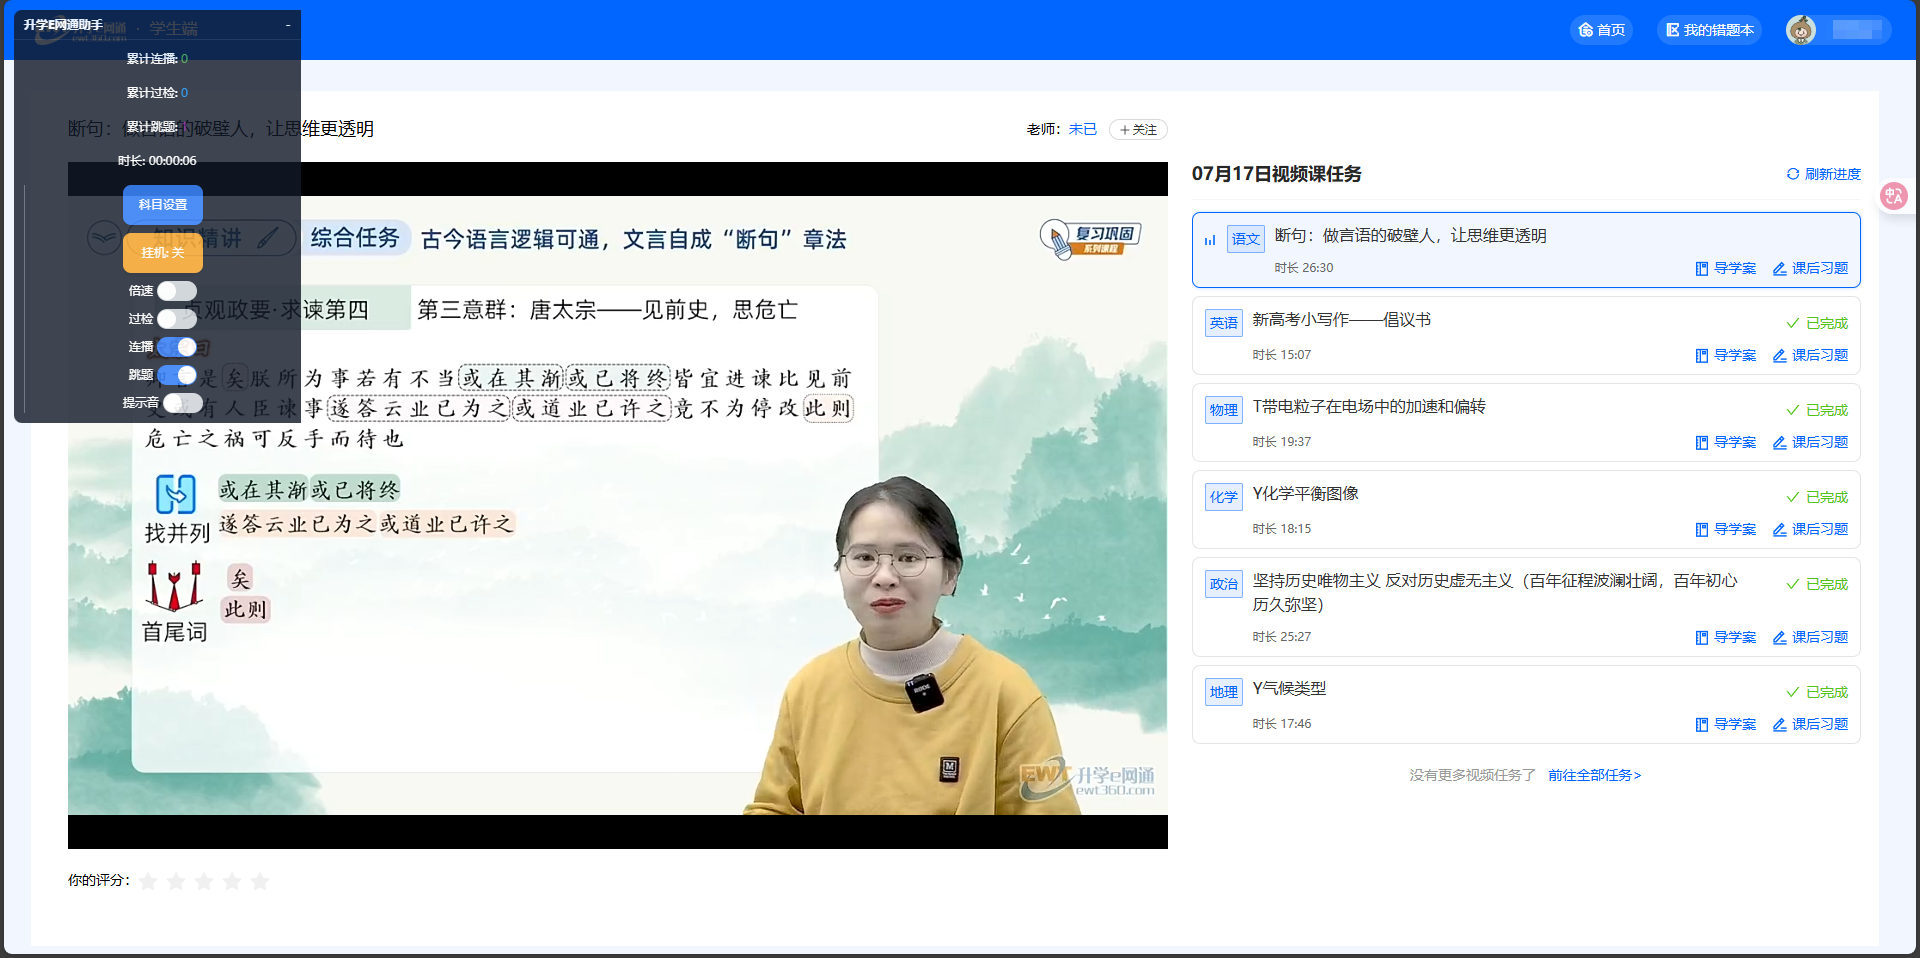 升学E网通助手
-
学生端
首页
我的错题本
累计连播: 0
累计过检: 0
累计跳题:
时长: 00:00:06
科目设置
挂机: 关
倍速
过检
连播
跳题
提示音
断句：做言语的破壁人，让思维更透明
老师：未已
＋关注
知识精讲
综合任务
古今语言逻辑可通，文言自成“断句”章法
复习巩固
系列课程
贞观政要·求谏第四
第三意群：唐太宗——见前史，思危亡
是矣朕所为事若有不当或在其渐或已将终皆宜进谏比见前
或有人臣谏事遂答云业已为之或道业已许之竟不为停改此则
危亡之祸可反手而待也
找并列
或在其渐或已将终
遂答云业已为之或道业已许之
首尾词
矣
此则
RODE
M
EWT 升学e网通
ewt360.com
你的评分：
07月17日视频课任务
刷新进度
语文
断句：做言语的破壁人，让思维更透明
时长 26:30
导学案
课后习题
英语
新高考小写作——倡议书
已完成
时长 15:07
导学案
课后习题
物理
T带电粒子在电场中的加速和偏转
已完成
时长 19:37
导学案
课后习题
化学
Y化学平衡图像
已完成
时长 18:15
导学案
课后习题
政治
坚持历史唯物主义 反对历史虚无主义（百年征程波澜壮阔，百年初心
历久弥坚）
已完成
时长 25:27
导学案
课后习题
地理
Y气候类型
已完成
时长 17:46
导学案
课后习题
没有更多视频任务了
前往全部任务>